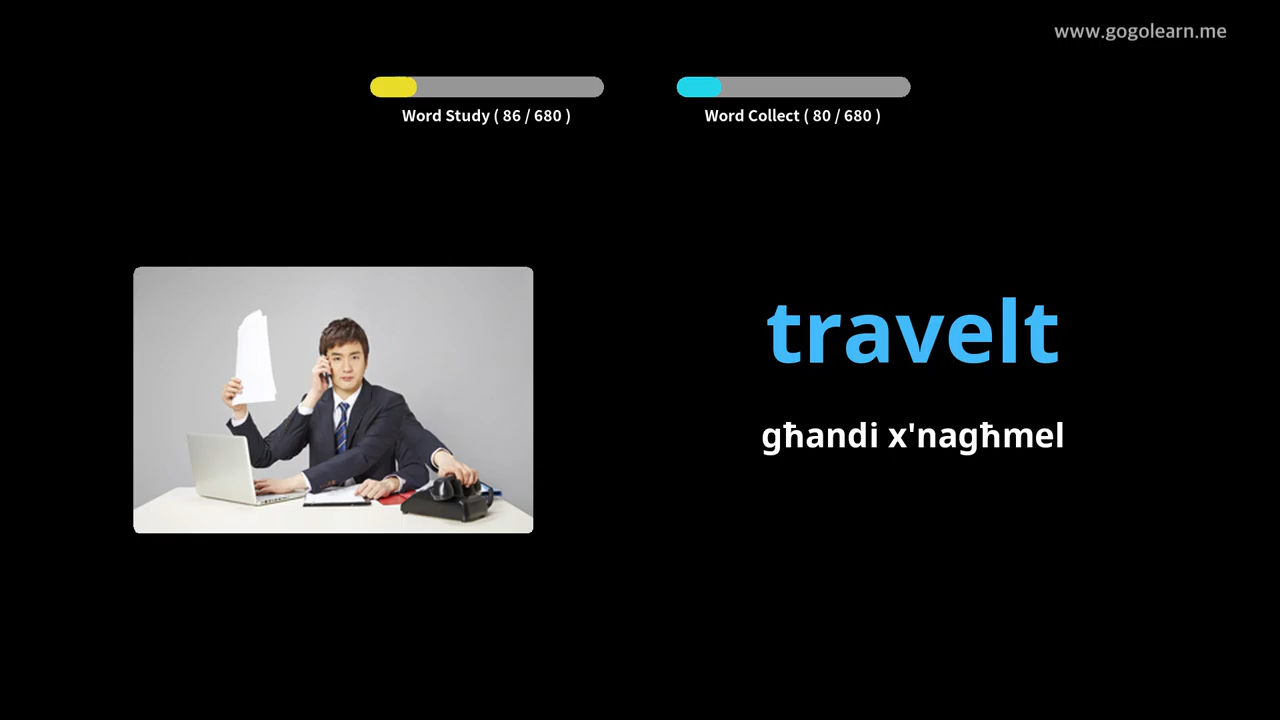 www.gogolearn.me
Word Study ( 86 / 680 )
Word Collect ( 80 / 680 )
travelt
għandi x'nagħmel